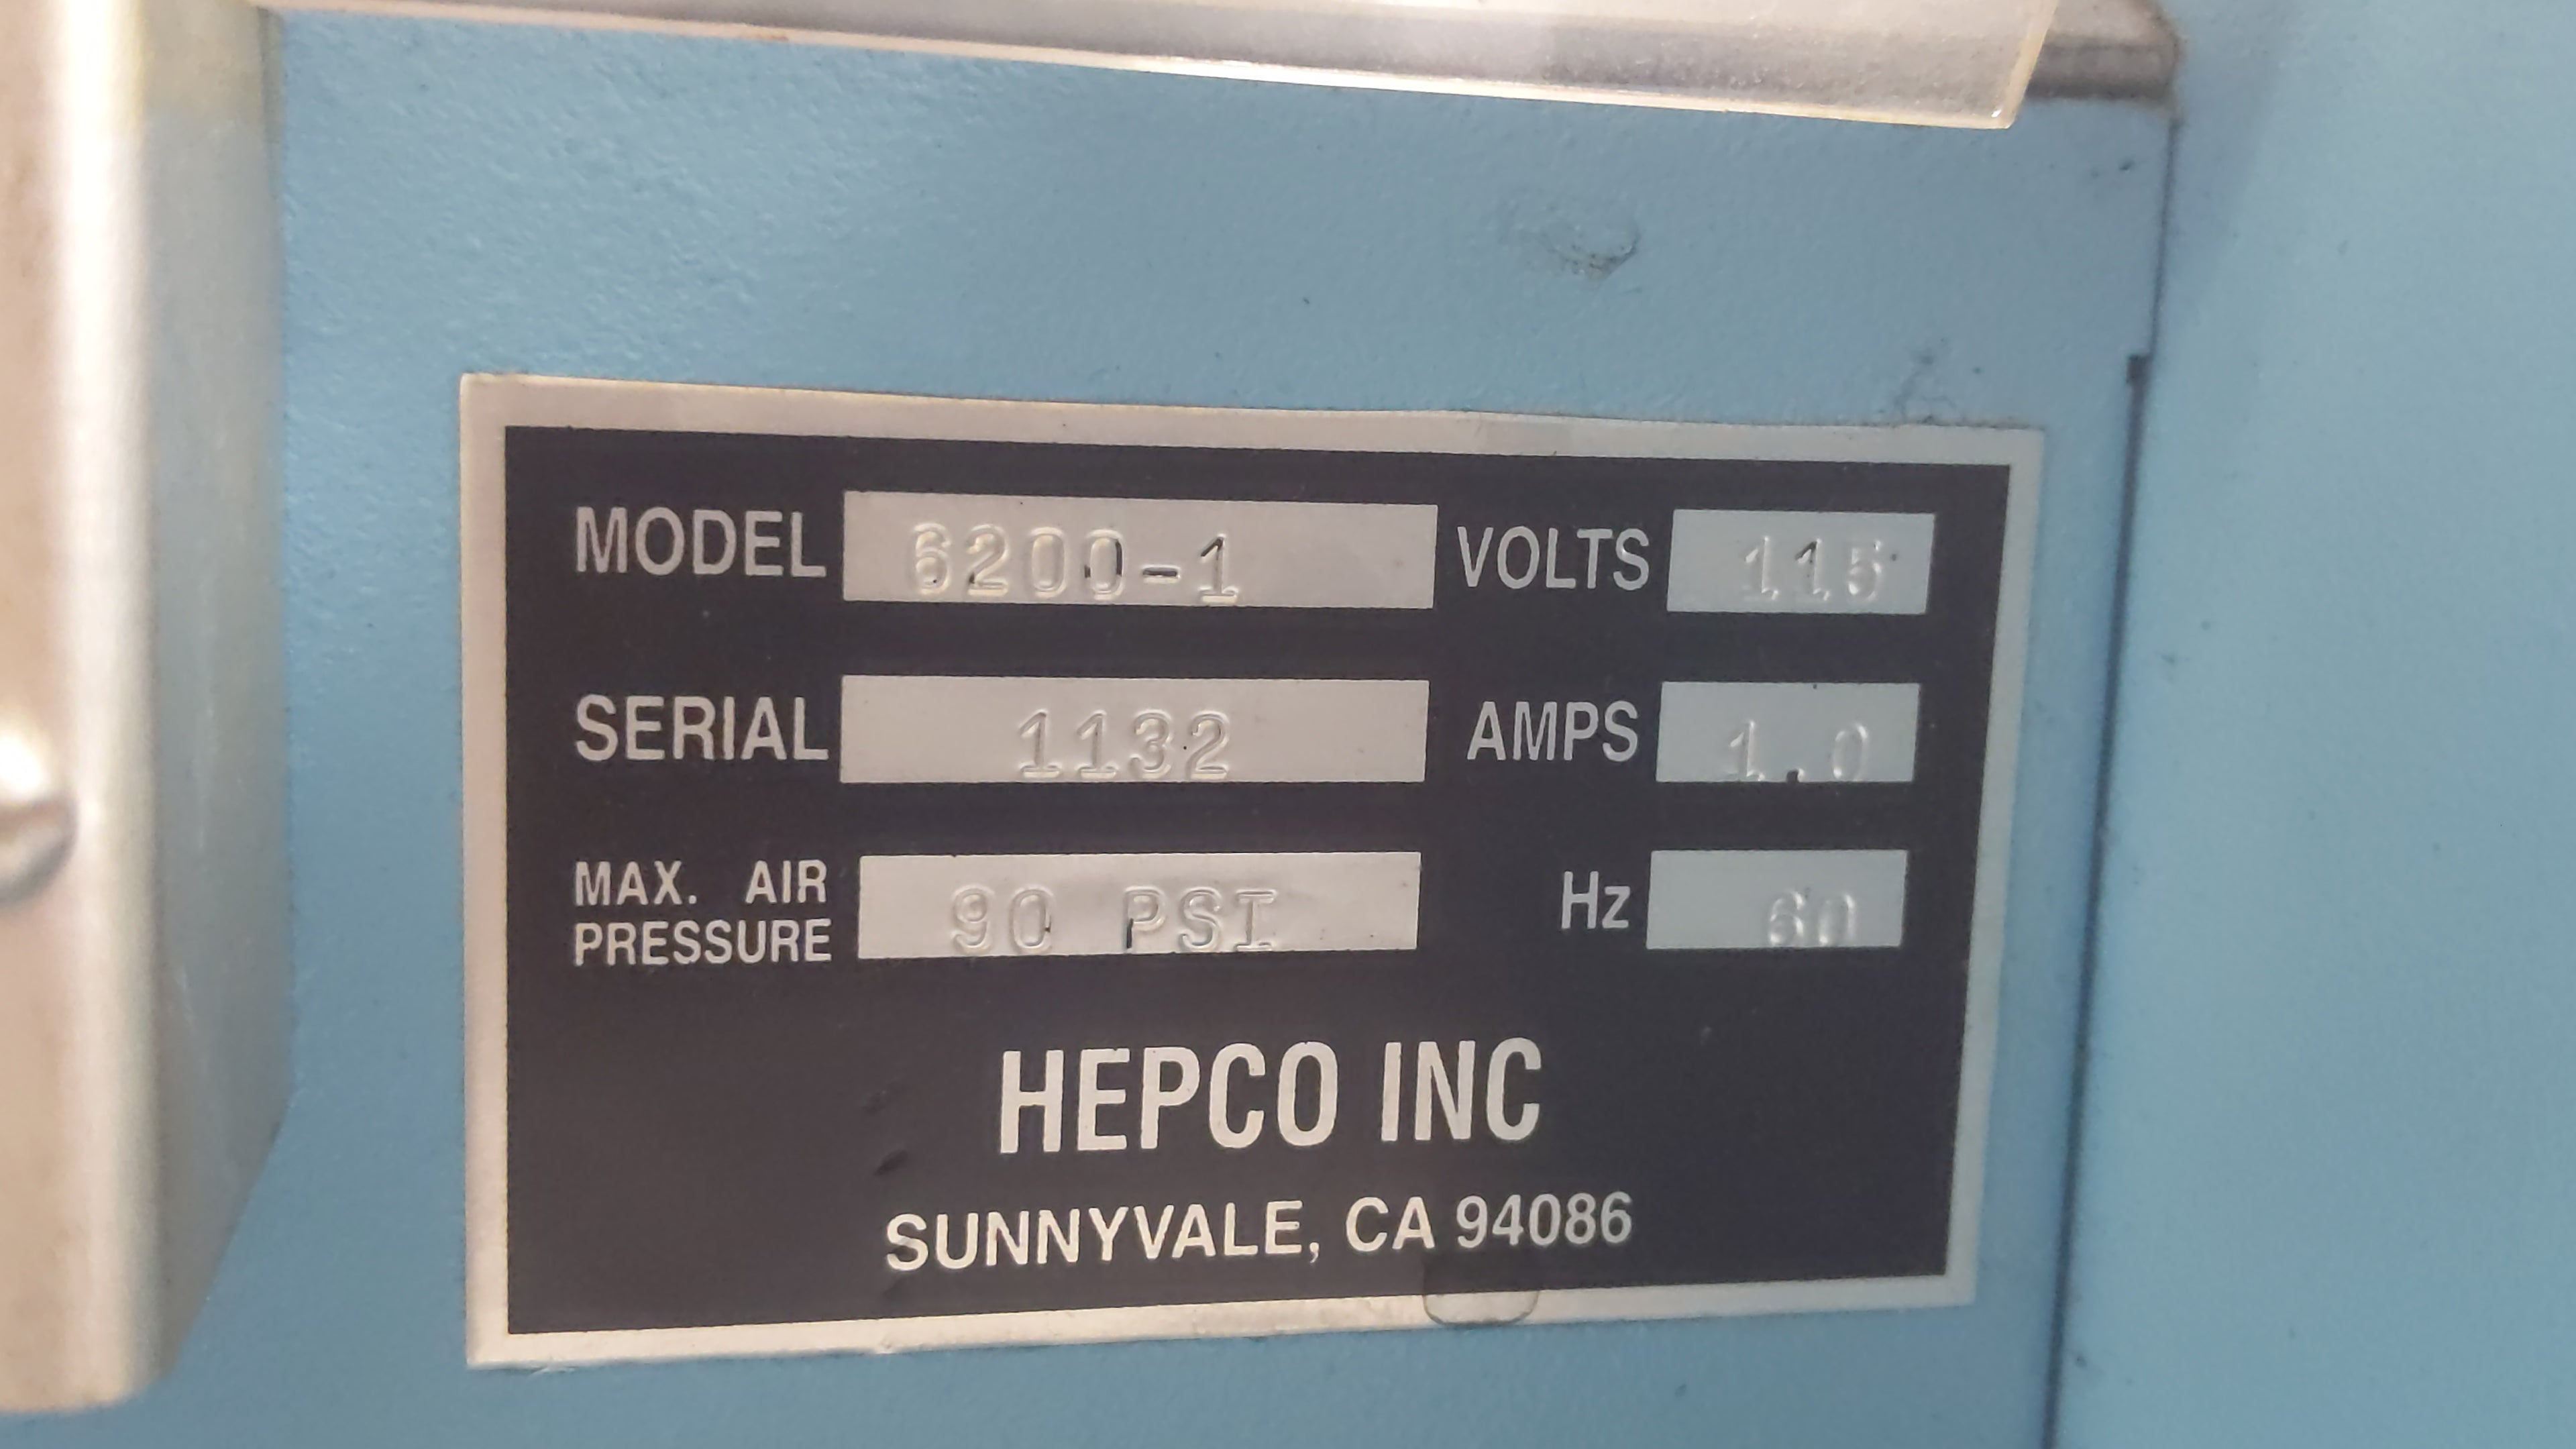 MODEL 6200-1 VOLTS 115
SERIAL 1132 AMPS 1.0
MAX. AIR PRESSURE 90 PSI Hz 60
HEPCO INC
SUNNYVALE, CA 94086